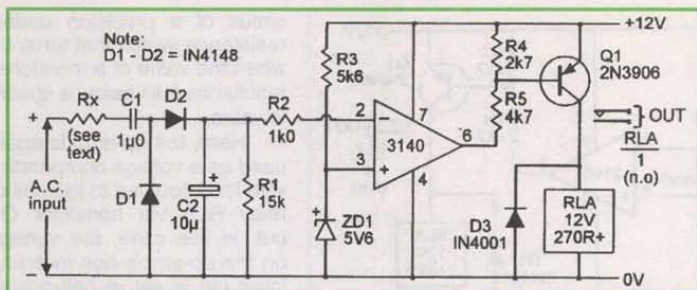 Note:
D1 - D2 = IN4148
+12V
R3
5k6
R4
2k7
Q1
2N3906
Rx
(see
text)
C1
1µ0
D2
R2
1k0
2
−
7
3140
6
R5
4k7
OUT
RLA
1
(n.o)
+
A.C.
input
−
3
+
4
D1
+
C2
10µ
R1
15k
+
ZD1
5V6
D3
IN4001
RLA
12V
270R+
0V